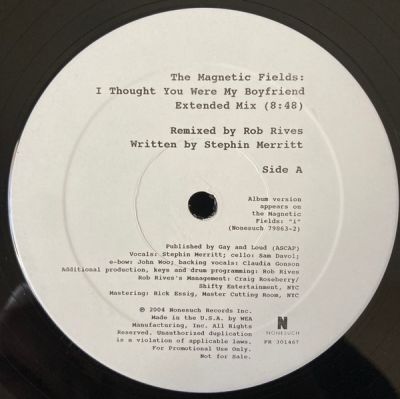 The Magnetic Fields:
I Thought You Were My Boyfriend
Extended Mix (8:48)
Remixed by Rob Rives
Written by Stephin Merritt
Side A
Album version
appears on
the Magnetic
Fields: "i"
(Nonesuch 79863-2)
Published by Gay and Loud (ASCAP)
Vocals: Stephin Merritt; cello: Sam Davol;
e-bow: John Woo; backing vocals: Claudia Gonson
Additional production, keys and drum programming: Rob Rives
Rob Rives's Management: Craig Roseberry/
Shifty Entertainment, NYC
Mastering: Rick Essig, Master Cutting Room, NYC
℗ 2004 Nonesuch Records Inc.
Made in the U.S.A. by WEA
Manufacturing, Inc. All Rights
Reserved. Unauthorized duplication
is a violation of applicable laws.
For Promotional Use Only.
Not for Sale.
N
NONESUCH
PR 301467